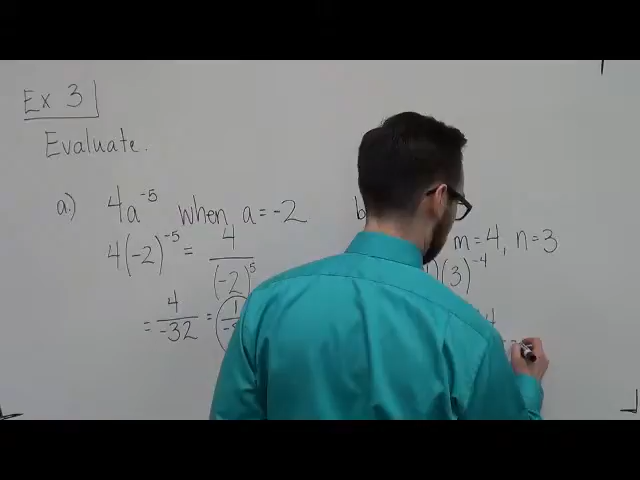 Ex 3
Evaluate.
a.) 4a⁻⁵ when a = -2
4(-2)⁻⁵ = 4/(-2)⁵
= 4/-32 =
b
m = 4, n = 3
)(3)⁻⁴
4